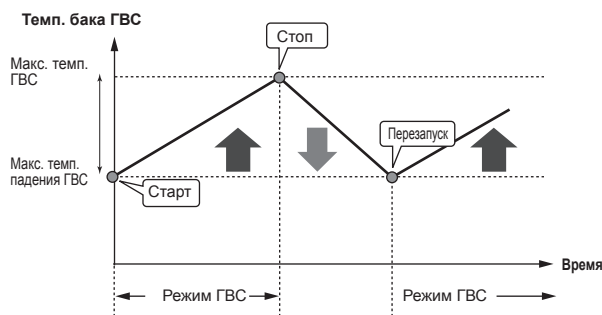 Темп. бака ГВС
Стоп
Макс. темп.
ГВС
Перезапуск
Макс. темп.
падения ГВС
Старт
Время
Режим ГВС
Режим ГВС